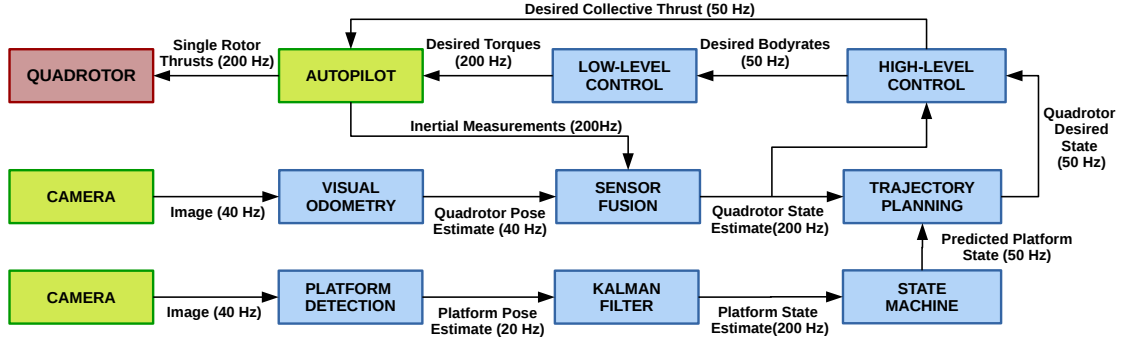 Desired Collective Thrust (50 Hz)
QUADROTOR
Single Rotor
Thrusts (200 Hz)
AUTOPILOT
Desired Torques
(200 Hz)
LOW-LEVEL
CONTROL
Desired Bodyrates
(50 Hz)
HIGH-LEVEL
CONTROL
Inertial Measurements (200Hz)
Quadrotor
Desired
State
(50 Hz)
CAMERA
Image (40 Hz)
VISUAL
ODOMETRY
Quadrotor Pose
Estimate (40 Hz)
SENSOR
FUSION
Quadrotor State
Estimate(200 Hz)
TRAJECTORY
PLANNING
Predicted Platform
State (50 Hz)
CAMERA
Image (40 Hz)
PLATFORM
DETECTION
Platform Pose
Estimate (20 Hz)
KALMAN
FILTER
Platform State
Estimate(200 Hz)
STATE
MACHINE